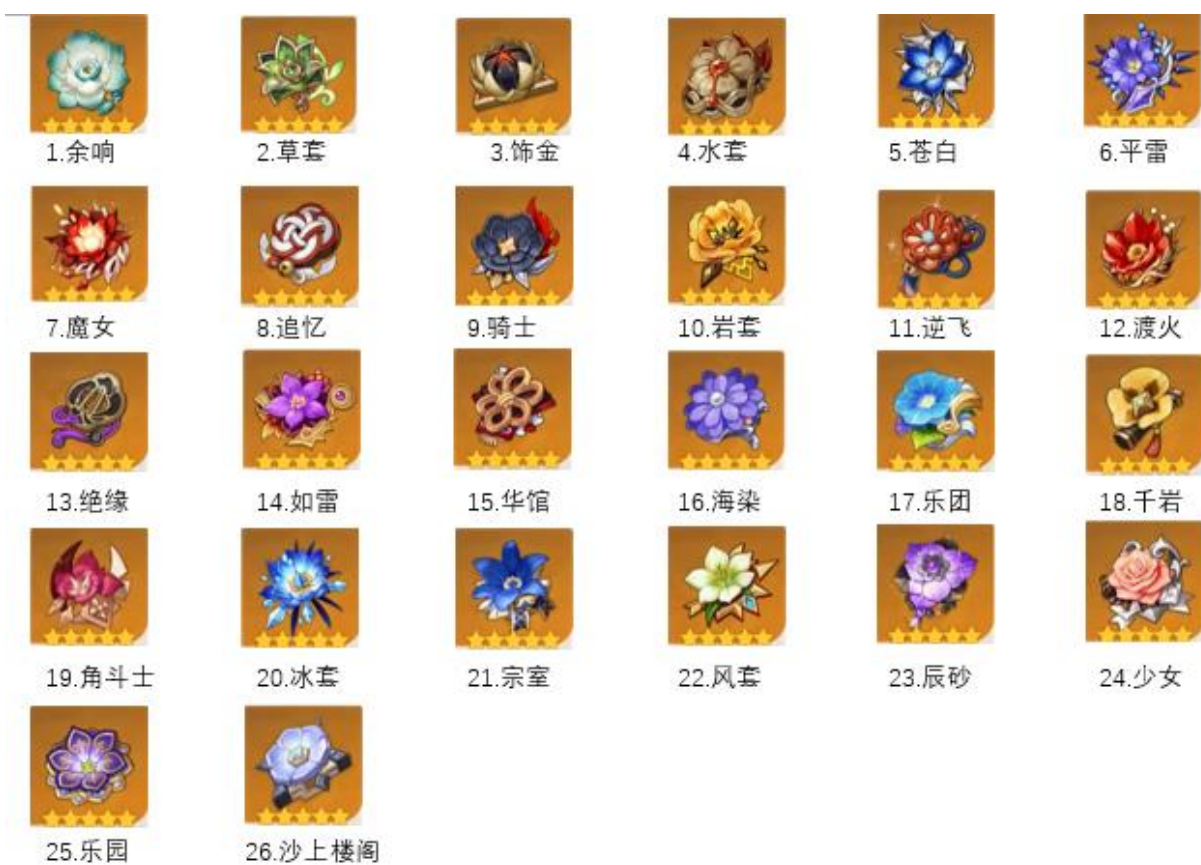 1.余响
2.草套
3.饰金
4.水套
5.苍白
6.平雷
7.魔女
8.追忆
9.骑士
10.岩套
11.逆飞
12.渡火
13.绝缘
14.如雷
15.华馆
16.海染
17.乐团
18.千岩
19.角斗士
20.冰套
21.宗室
22.风套
23.辰砂
24.少女
25.乐园
26.沙上楼阁